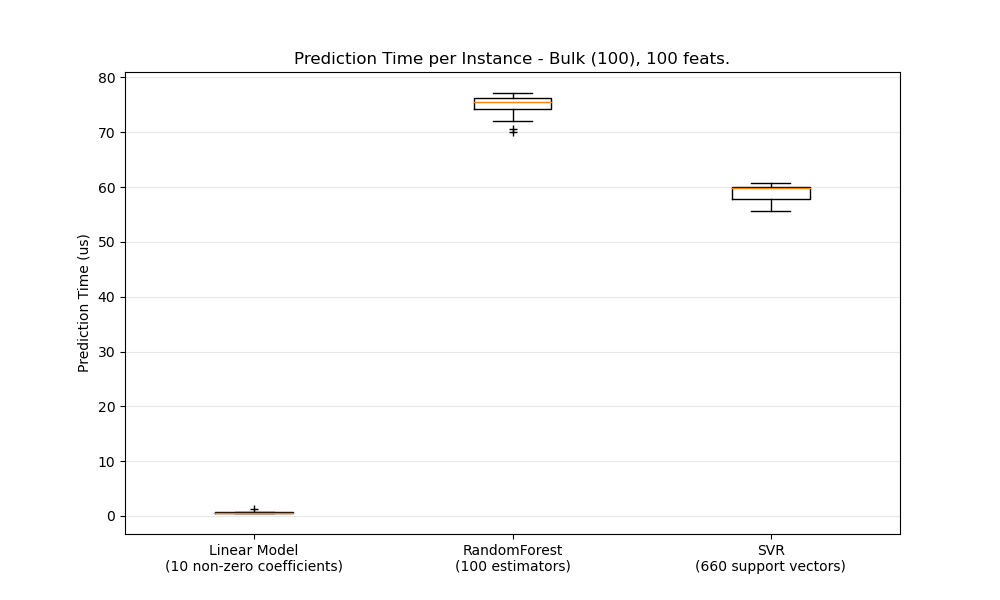 Prediction Time per Instance - Bulk (100), 100 feats.
80
70
60
50
40
30
20
10
0
Prediction Time (us)
Linear Model
(10 non-zero coefficients)
RandomForest
(100 estimators)
SVR
(660 support vectors)